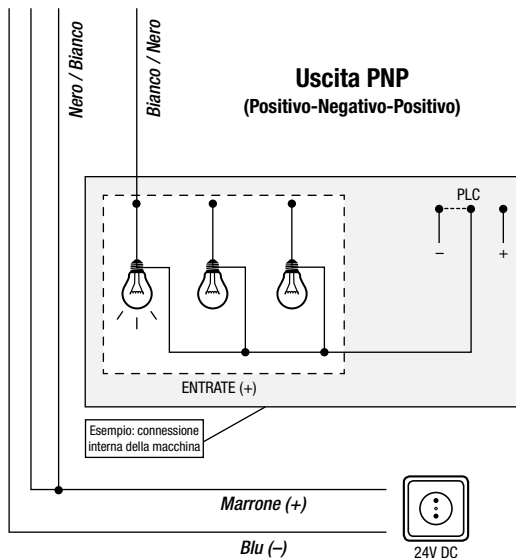 Nero / Bianco
Bianco / Nero
Uscita PNP
(Positivo-Negativo-Positivo)
PLC
– +
ENTRATE (+)
Esempio: connessione
interna della macchina
Marrone (+)
Blu (–)
24V DC